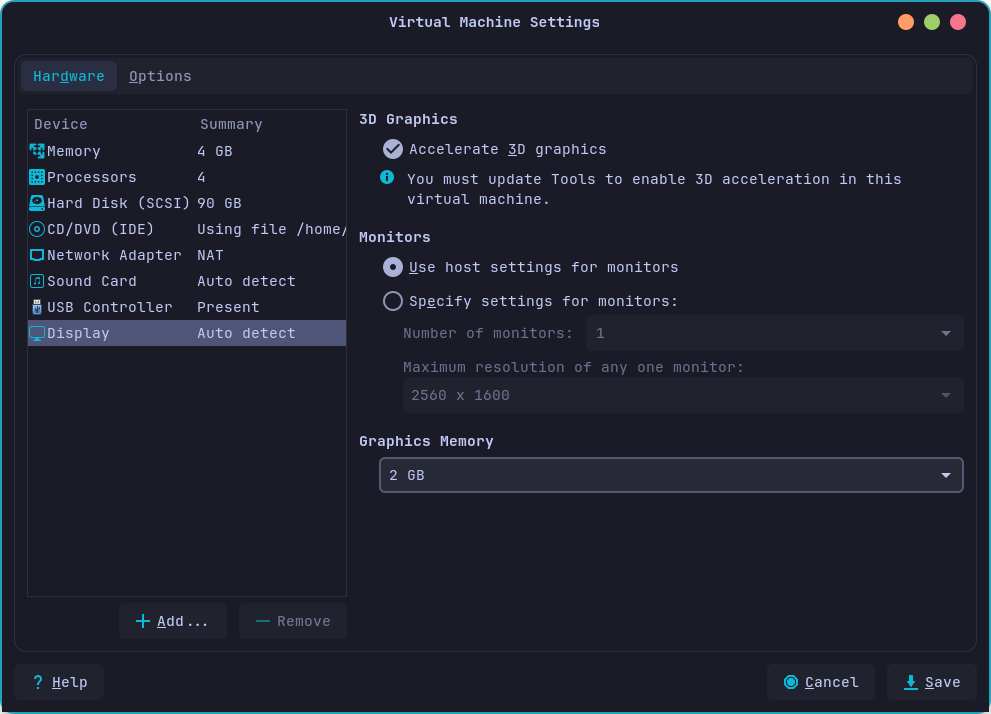 Virtual Machine Settings
Hardware Options
Device Summary
Memory 4 GB
Processors 4
Hard Disk (SCSI) 90 GB
CD/DVD (IDE) Using file /home/
Network Adapter NAT
Sound Card Auto detect
USB Controller Present
Display Auto detect
Add... Remove
3D Graphics
Accelerate 3D graphics
You must update Tools to enable 3D acceleration in this
virtual machine.
Monitors
Use host settings for monitors
Specify settings for monitors:
Number of monitors: 1
Maximum resolution of any one monitor:
2560 x 1600
Graphics Memory
2 GB
? Help Cancel Save